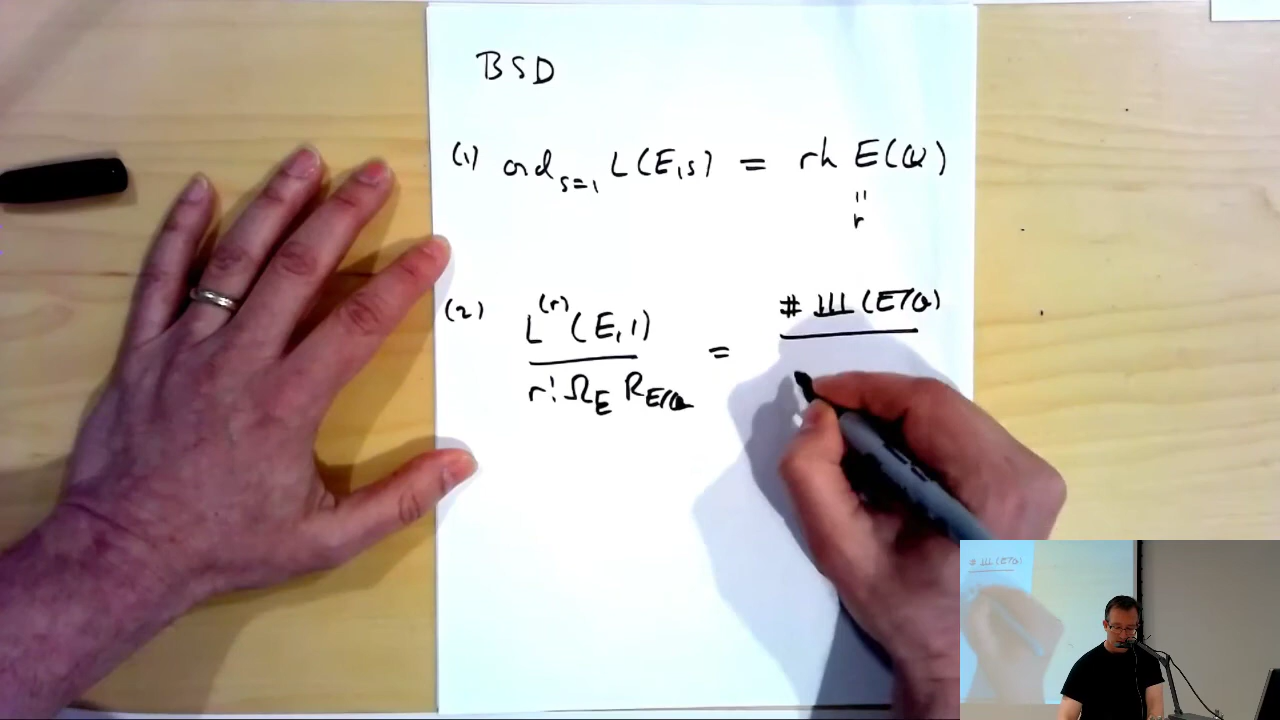 BSD
(1) ord_{s=1} L(E,s) = rk E(Q)
"
r
(2) L^{(r)}(E,1) / r! Ω_E R_{E/Q} = # Ш(E/Q)
# Ш(E/Q)